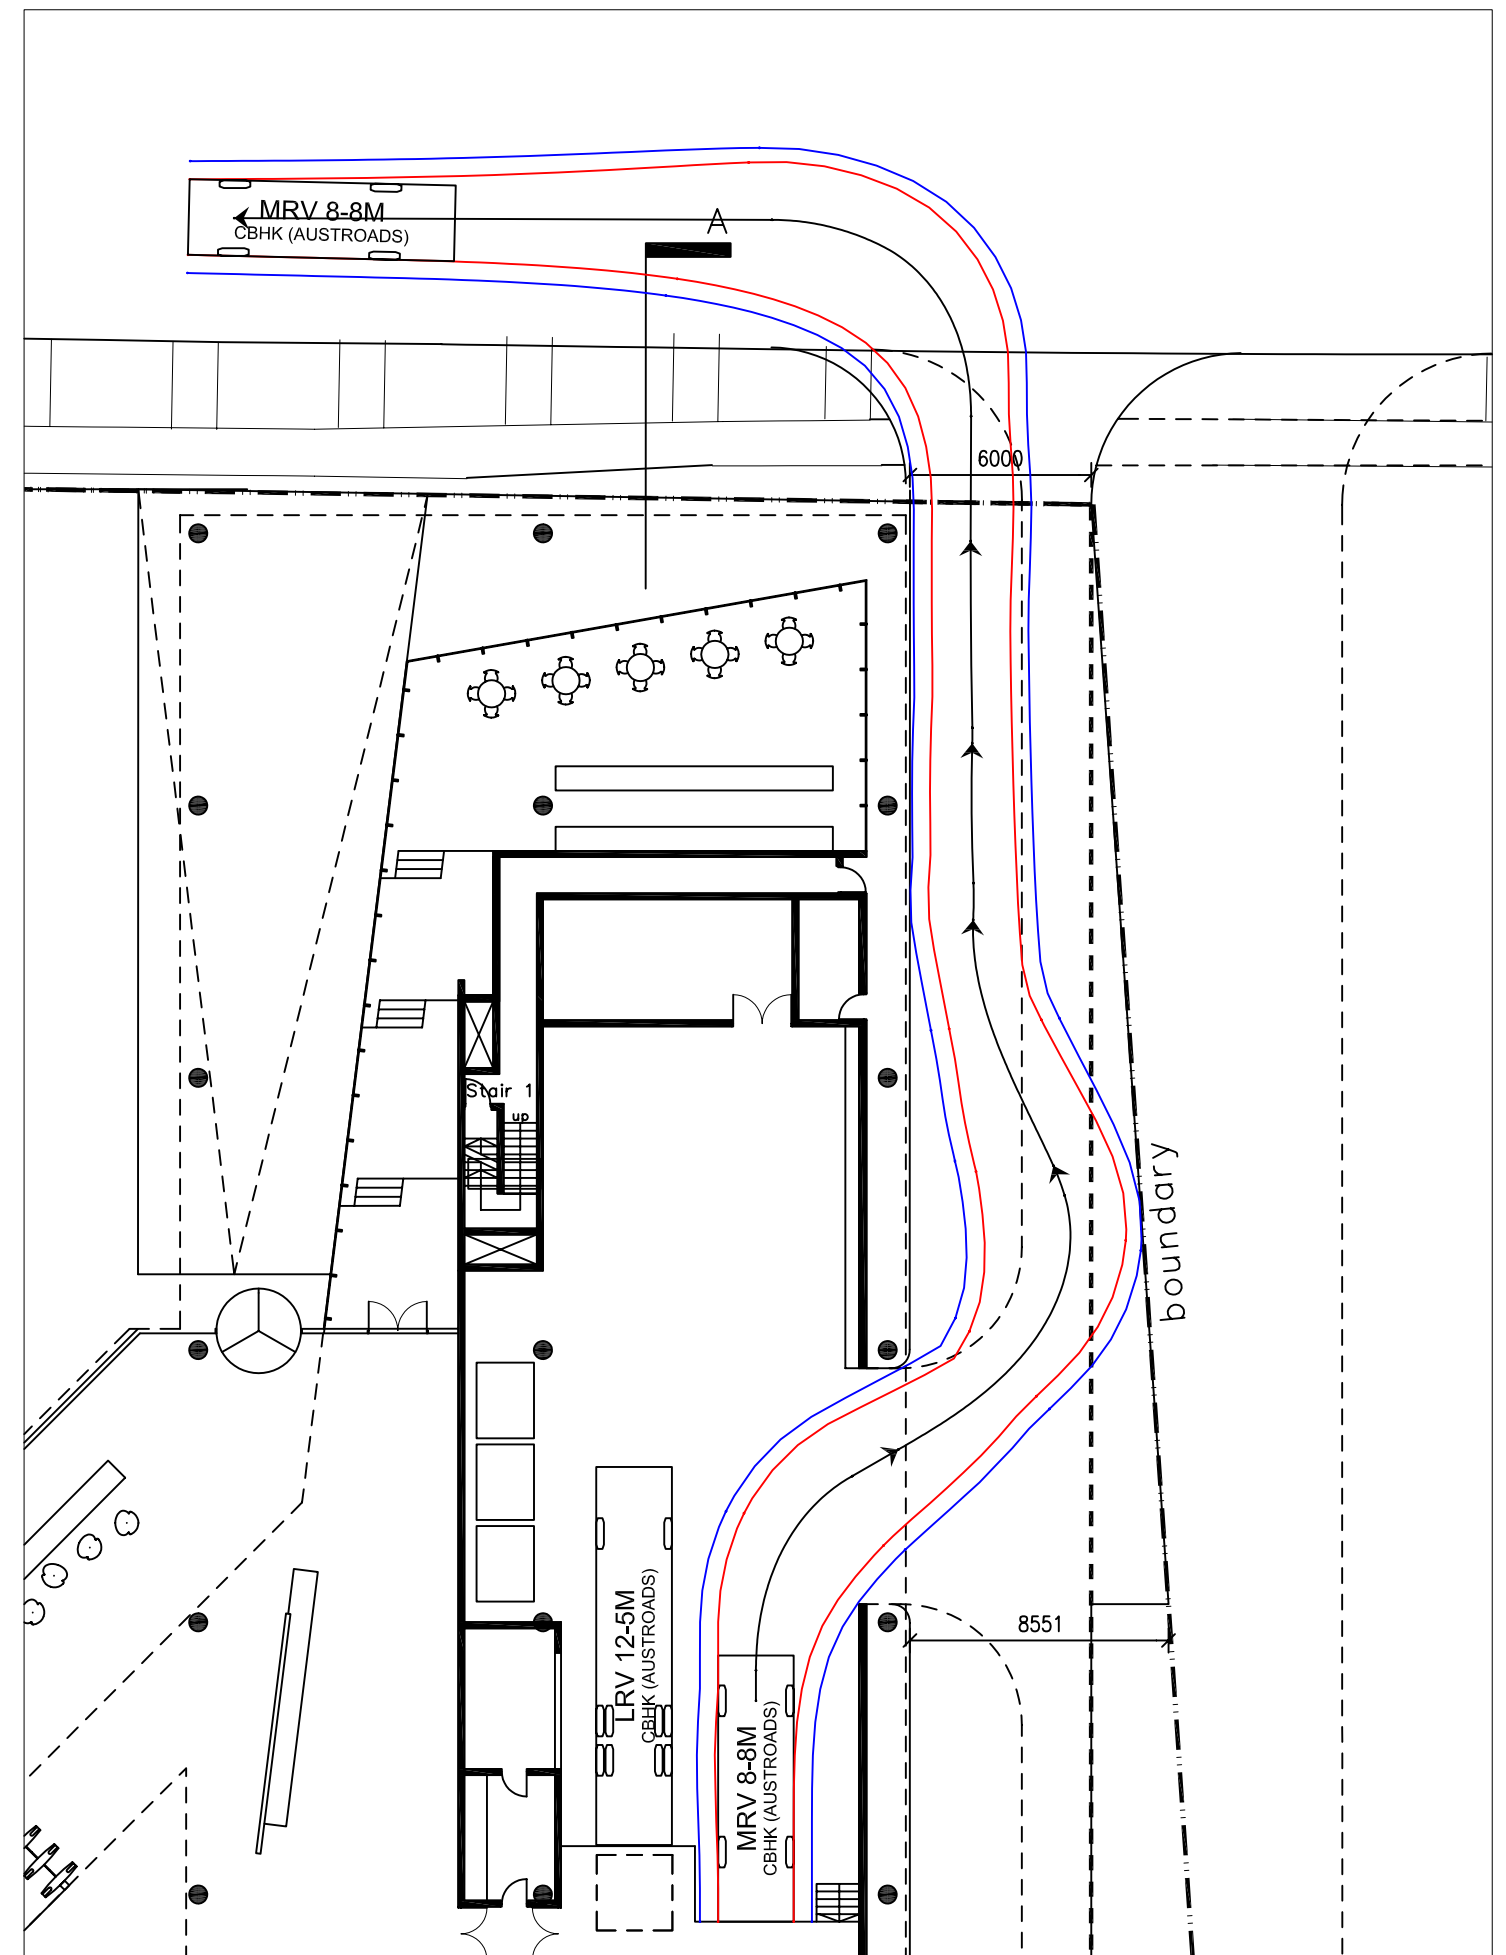 MRV 8-8M
CBHK (AUSTROADS)
A
6000
Stair 1
up
boundary
8551
LRV 12-5M
CBHK (AUSTROADS)
MRV 8-8M
CBHK (AUSTROADS)